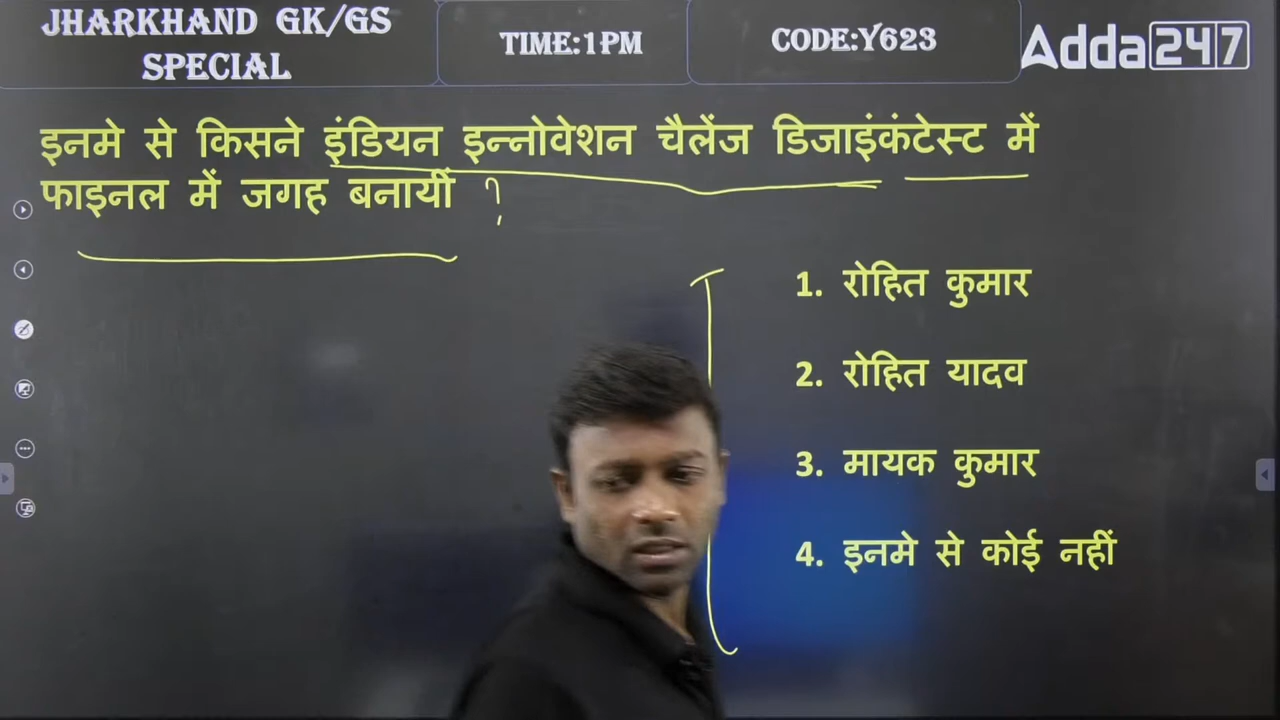 JHARKHAND GK/GS
SPECIAL
TIME:1PM
CODE:Y623
Adda247
इनमे से किसने इंडियन इन्नोवेशन चैलेंज डिजाइंकंटेस्ट में
फाइनल में जगह बनायीं ?
1. रोहित कुमार
2. रोहित यादव
3. मायक कुमार
4. इनमे से कोई नहीं